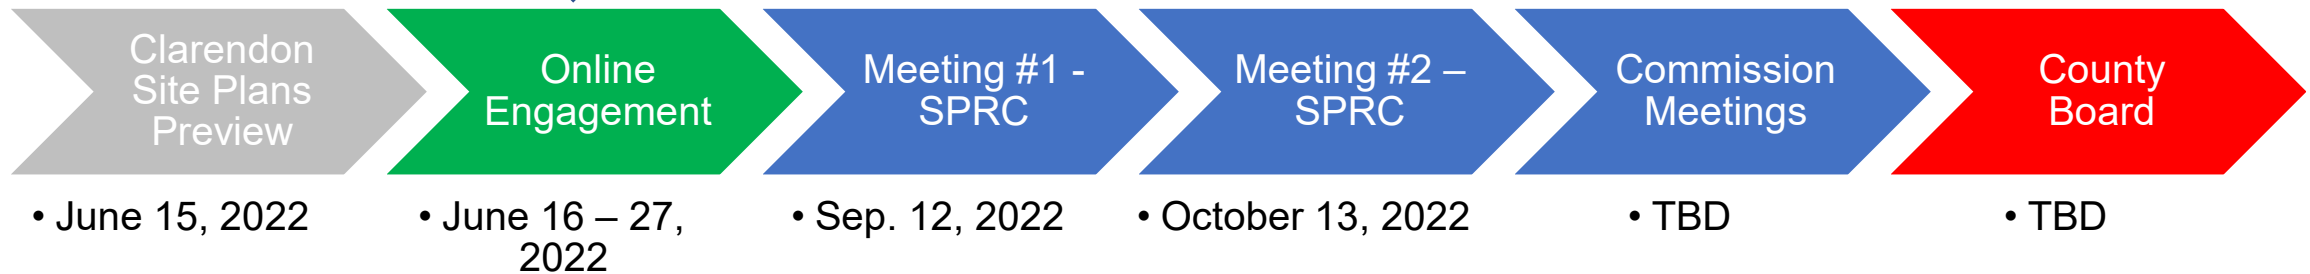 Clarendon
Site Plans
Preview
Online
Engagement
Meeting #1 -
SPRC
Meeting #2 –
SPRC
Commission
Meetings
County
Board
• June 15, 2022
• June 16 – 27,
2022
• Sep. 12, 2022
• October 13, 2022
• TBD
• TBD